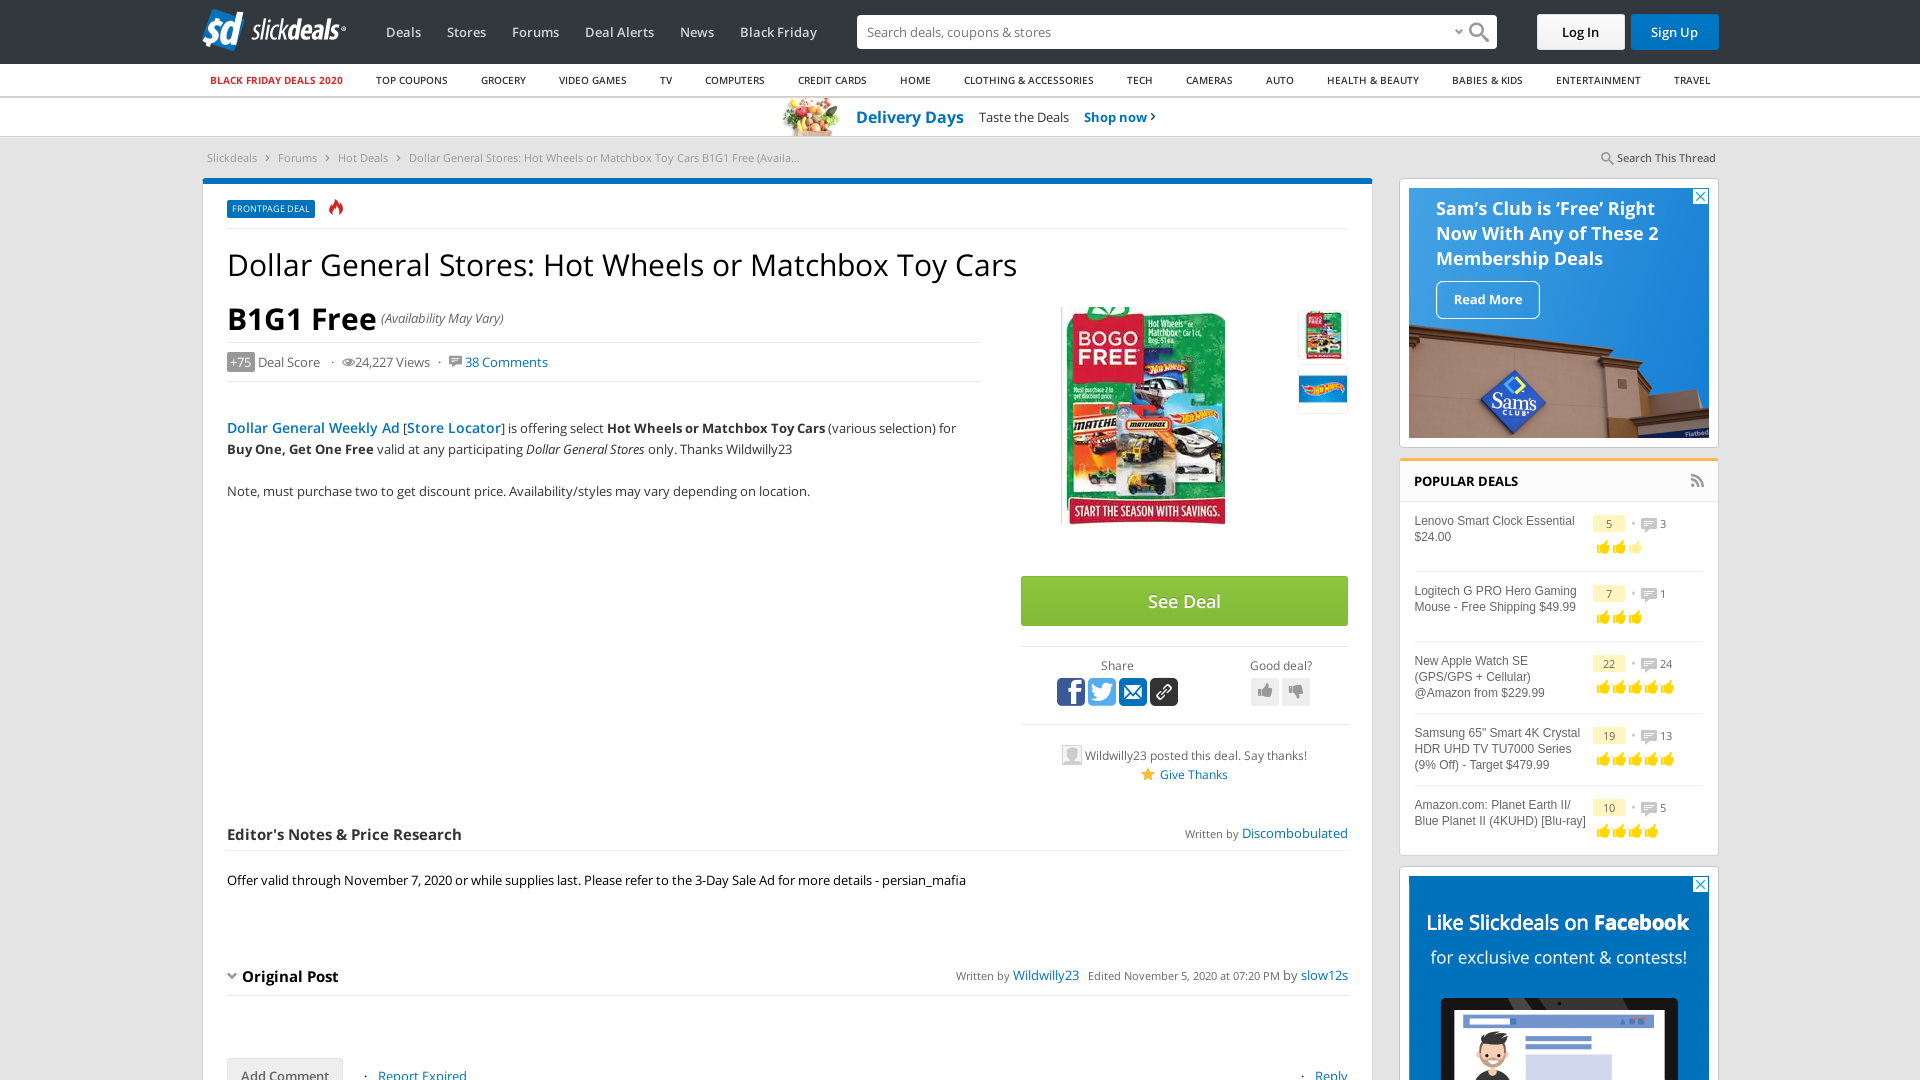 sd slickdeals
Deals Stores Forums Deal Alerts News Black Friday
Search deals, coupons & stores
Log In
Sign Up
BLACK FRIDAY DEALS 2020 TOP COUPONS GROCERY VIDEO GAMES TV COMPUTERS CREDIT CARDS HOME CLOTHING & ACCESSORIES TECH CAMERAS AUTO HEALTH & BEAUTY BABIES & KIDS ENTERTAINMENT TRAVEL
Delivery Days Taste the Deals Shop now ›
Slickdeals › Forums › Hot Deals › Dollar General Stores: Hot Wheels or Matchbox Toy Cars B1G1 Free (Availa...
Search This Thread
FRONTPAGE DEAL
Dollar General Stores: Hot Wheels or Matchbox Toy Cars
B1G1 Free (Availability May Vary)
+75 Deal Score · 24,227 Views · 38 Comments
Dollar General Weekly Ad [Store Locator] is offering select Hot Wheels or Matchbox Toy Cars (various selection) for
Buy One, Get One Free valid at any participating Dollar General Stores only. Thanks Wildwilly23
Note, must purchase two to get discount price. Availability/styles may vary depending on location.
BOGO
FREE
Hot Wheels® or
Matchbox® Car 1 ct.
Reg. $1 ea.
Must purchase 2 to
get discount price
MATCHBOX
START THE SEASON WITH SAVINGS.
See Deal
Share
Good deal?
Wildwilly23 posted this deal. Say thanks!
Give Thanks
Editor's Notes & Price Research
Written by Discombobulated
Offer valid through November 7, 2020 or while supplies last. Please refer to the 3-Day Sale Ad for more details - persian_mafia
Original Post
Written by Wildwilly23 Edited November 5, 2020 at 07:20 PM by slow12s
Add Comment · Report Expired
· Reply
Sam's Club is 'Free' Right
Now With Any of These 2
Membership Deals
Read More
Sam's
CLUB
Flatbed
POPULAR DEALS
Lenovo Smart Clock Essential
$24.00
5 • 3
Logitech G PRO Hero Gaming
Mouse - Free Shipping $49.99
7 • 1
New Apple Watch SE
(GPS/GPS + Cellular)
@Amazon from $229.99
22 • 24
Samsung 65" Smart 4K Crystal
HDR UHD TV TU7000 Series
(9% Off) - Target $479.99
19 • 13
Amazon.com: Planet Earth II/
Blue Planet II (4KUHD) [Blu-ray]
10 • 5
Like Slickdeals on Facebook
for exclusive content & contests!